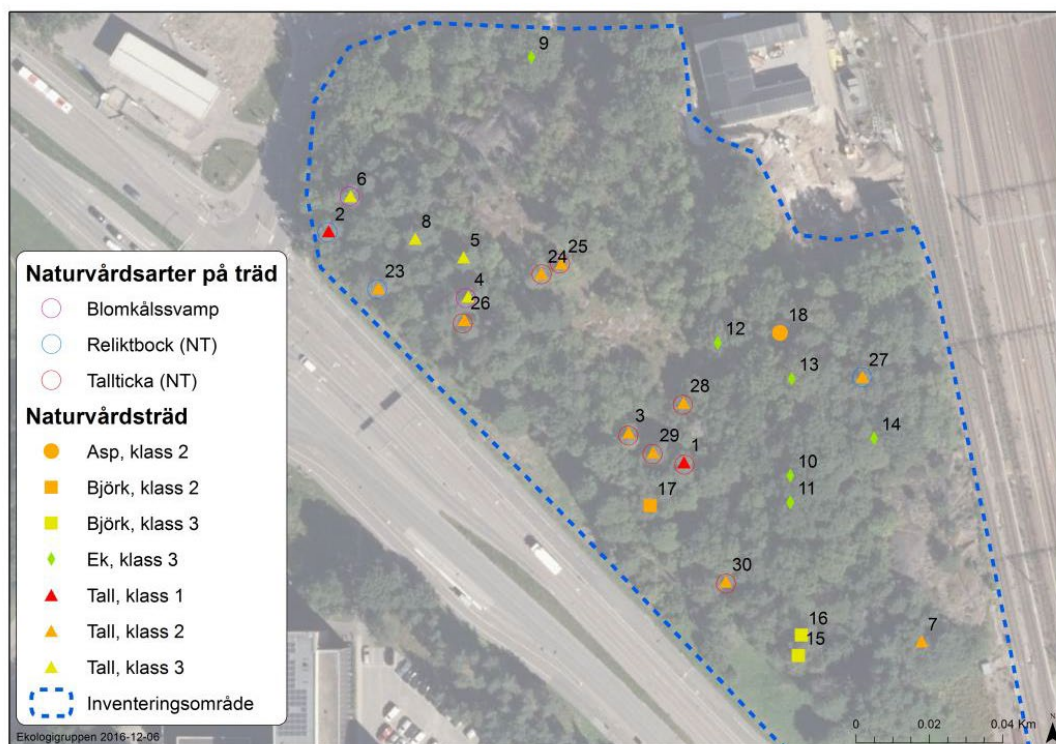 9
6
2
8
5
25
24
23
4
26
12
18
13
27
28
14
3
29
1
10
17
11
30
16
15
7
Naturvårdsarter på träd
Blomkålssvamp
Reliktbock (NT)
Tallticka (NT)
Naturvårdsträd
Asp, klass 2
Björk, klass 2
Björk, klass 3
Ek, klass 3
Tall, klass 1
Tall, klass 2
Tall, klass 3
Inventeringsområde
Ekologigruppen 2016-12-06
0 0.02 0.04 Km
N